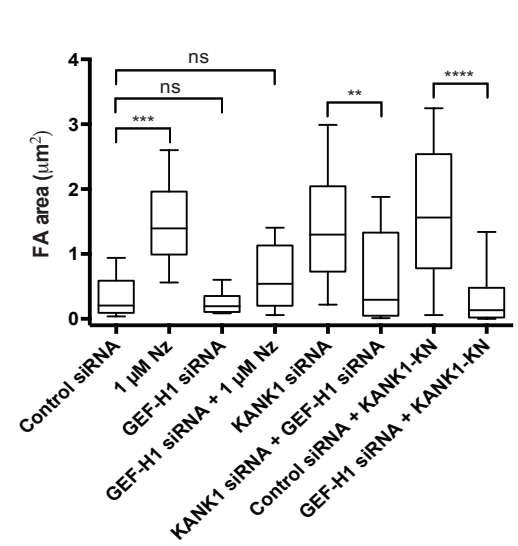 ns
ns
***
**
****
FA area (μm²)
4
3
2
1
0
Control siRNA
1 μM Nz
GEF-H1 siRNA
GEF-H1 siRNA + 1 μM Nz
KANK1 siRNA
KANK1 siRNA + GEF-H1 siRNA
Control siRNA + KANK1-KN
GEF-H1 siRNA + KANK1-KN